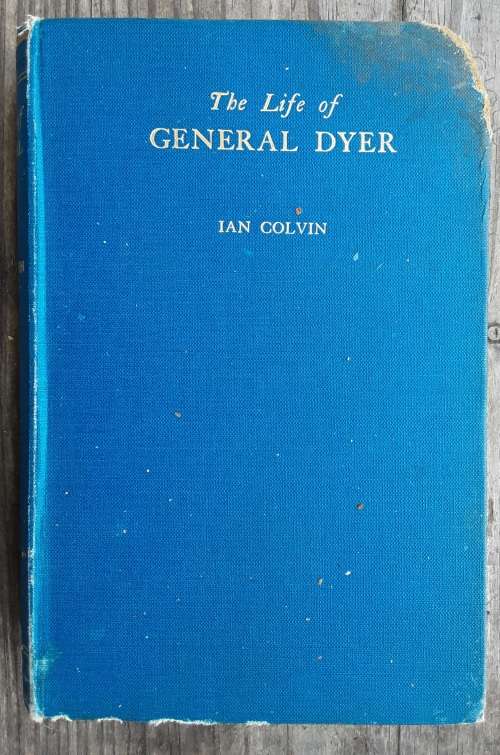 The Life of
GENERAL DYER
IAN COLVIN